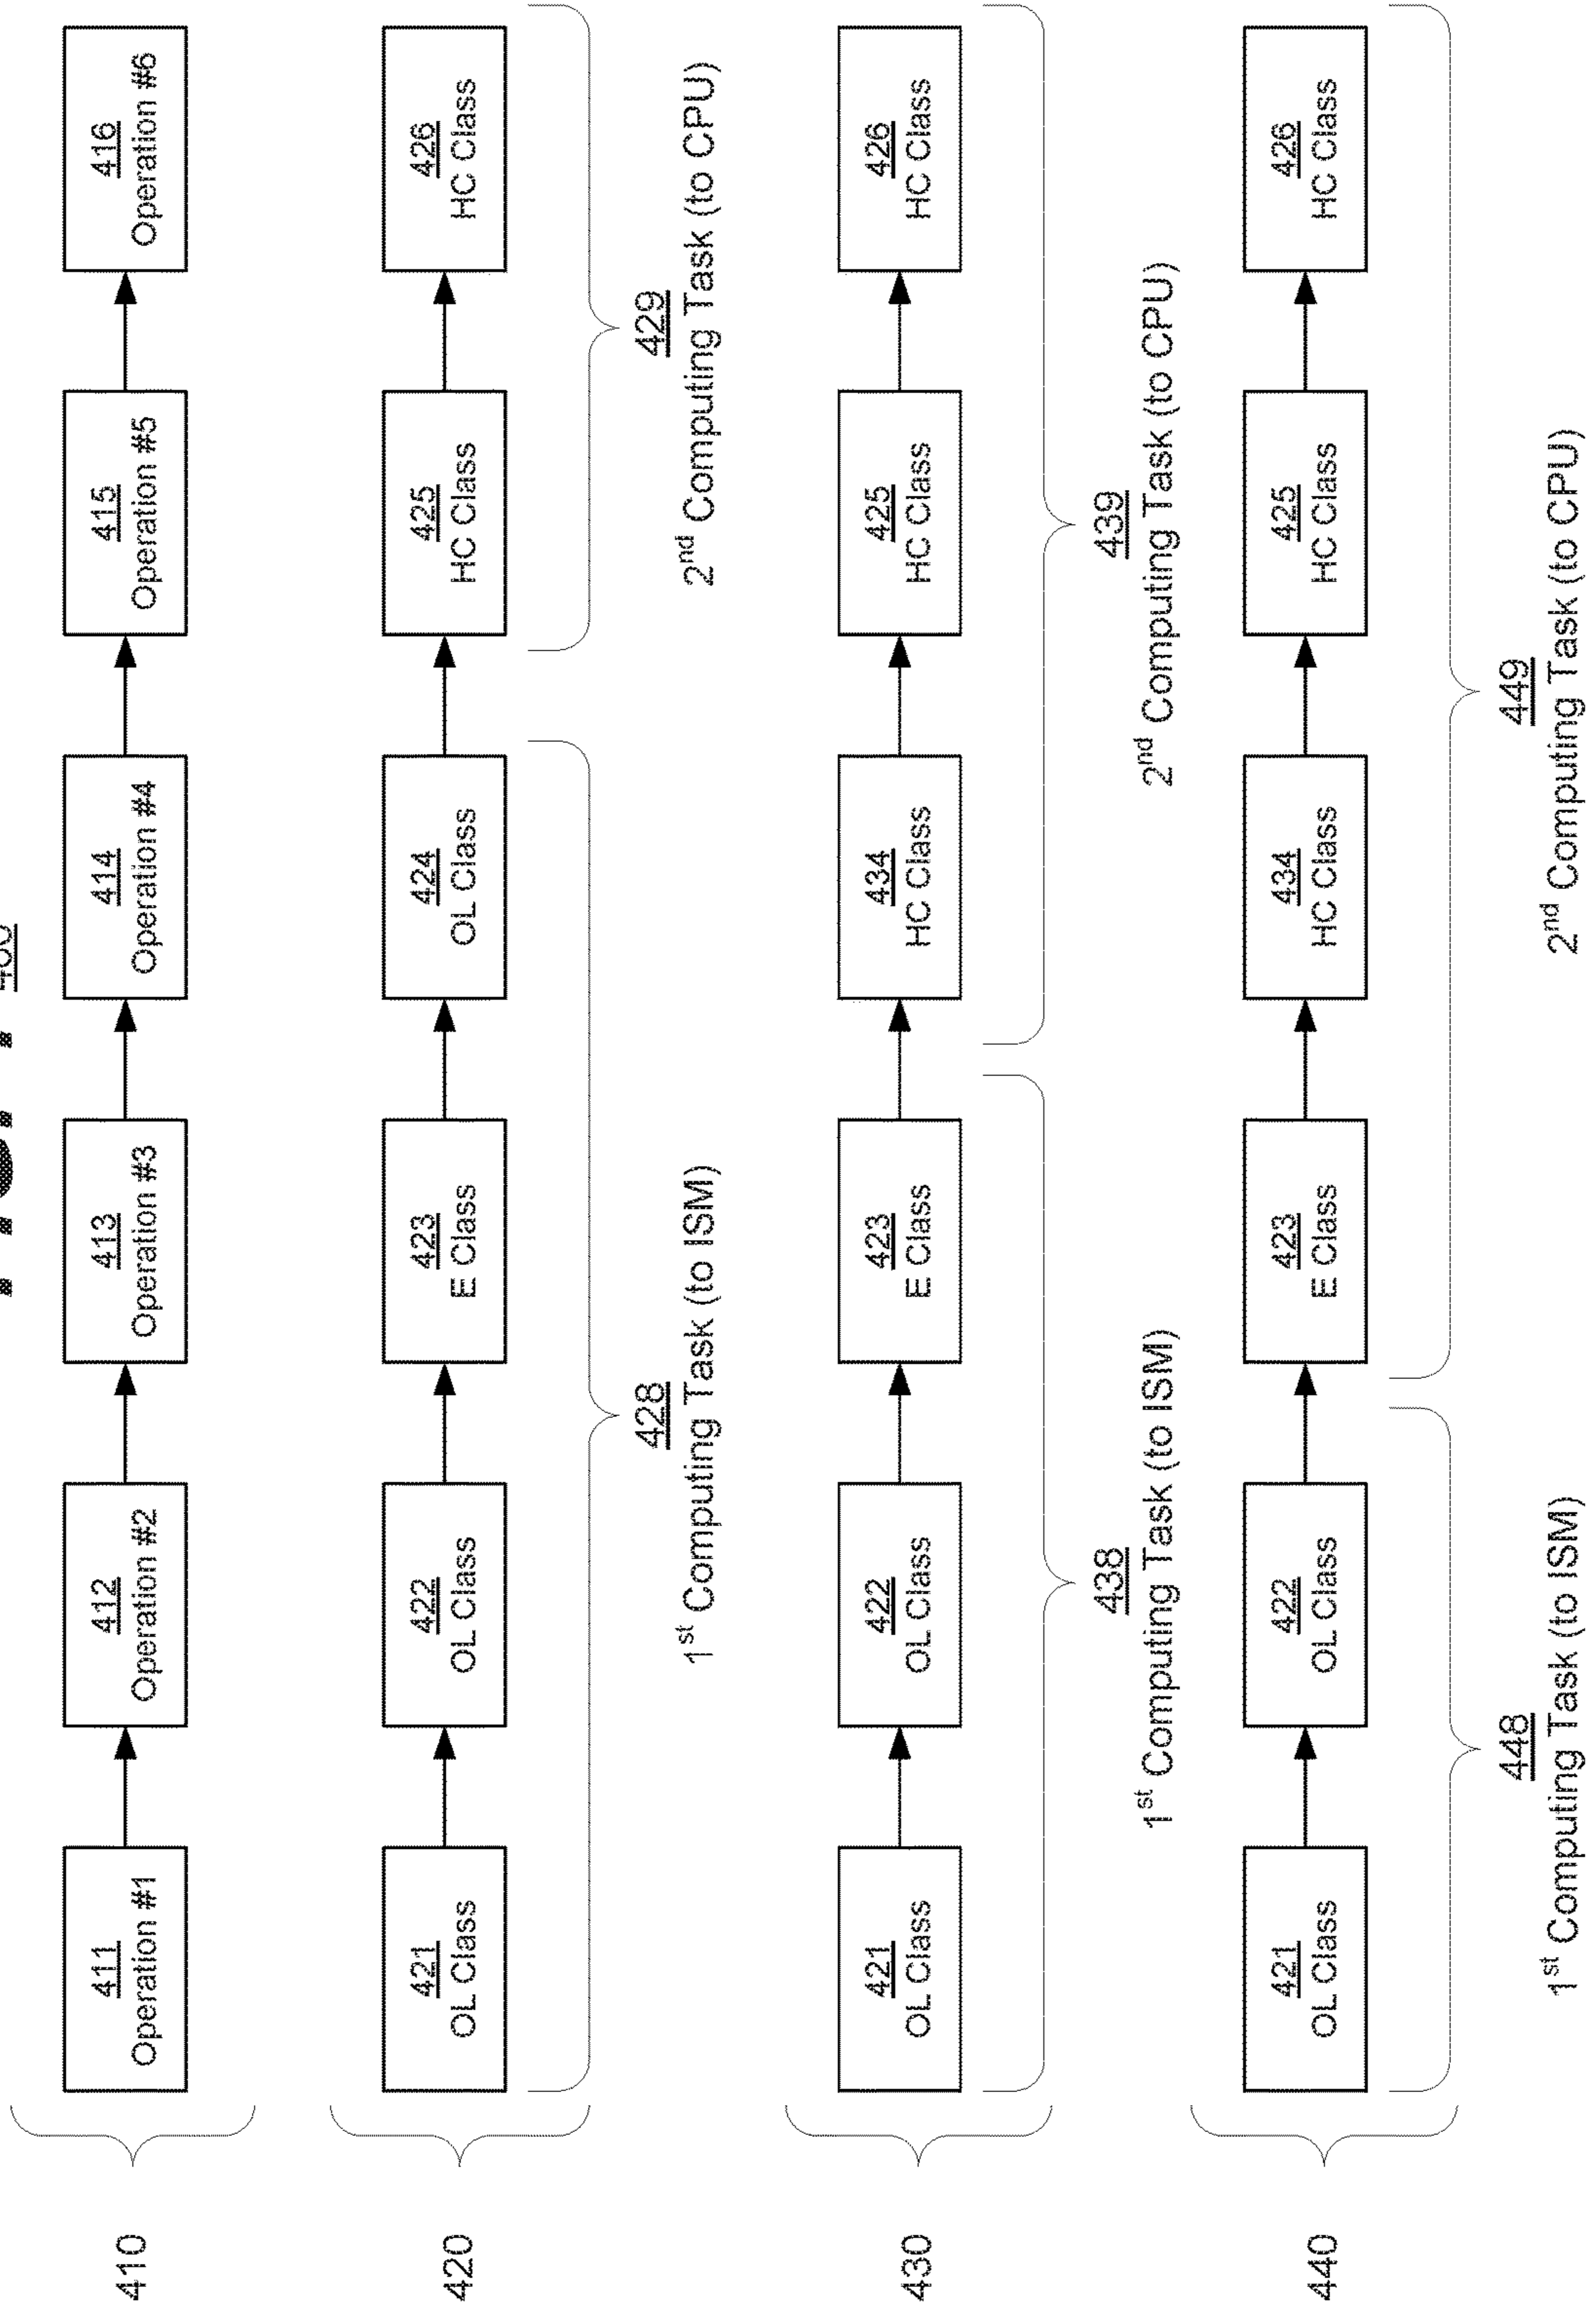 410
411
Operation #1
412
Operation #2
413
Operation #3
414
Operation #4
415
Operation #5
416
Operation #6
420
421
OL Class
422
OL Class
423
E Class
424
OL Class
425
HC Class
426
HC Class
428
1st Computing Task (to ISM)
429
2nd Computing Task (to CPU)
430
421
OL Class
422
OL Class
423
E Class
434
HC Class
425
HC Class
426
HC Class
438
1st Computing Task (to ISM)
439
2nd Computing Task (to CPU)
440
421
OL Class
422
OL Class
423
E Class
434
HC Class
425
HC Class
426
HC Class
448
1st Computing Task (to ISM)
449
2nd Computing Task (to CPU)